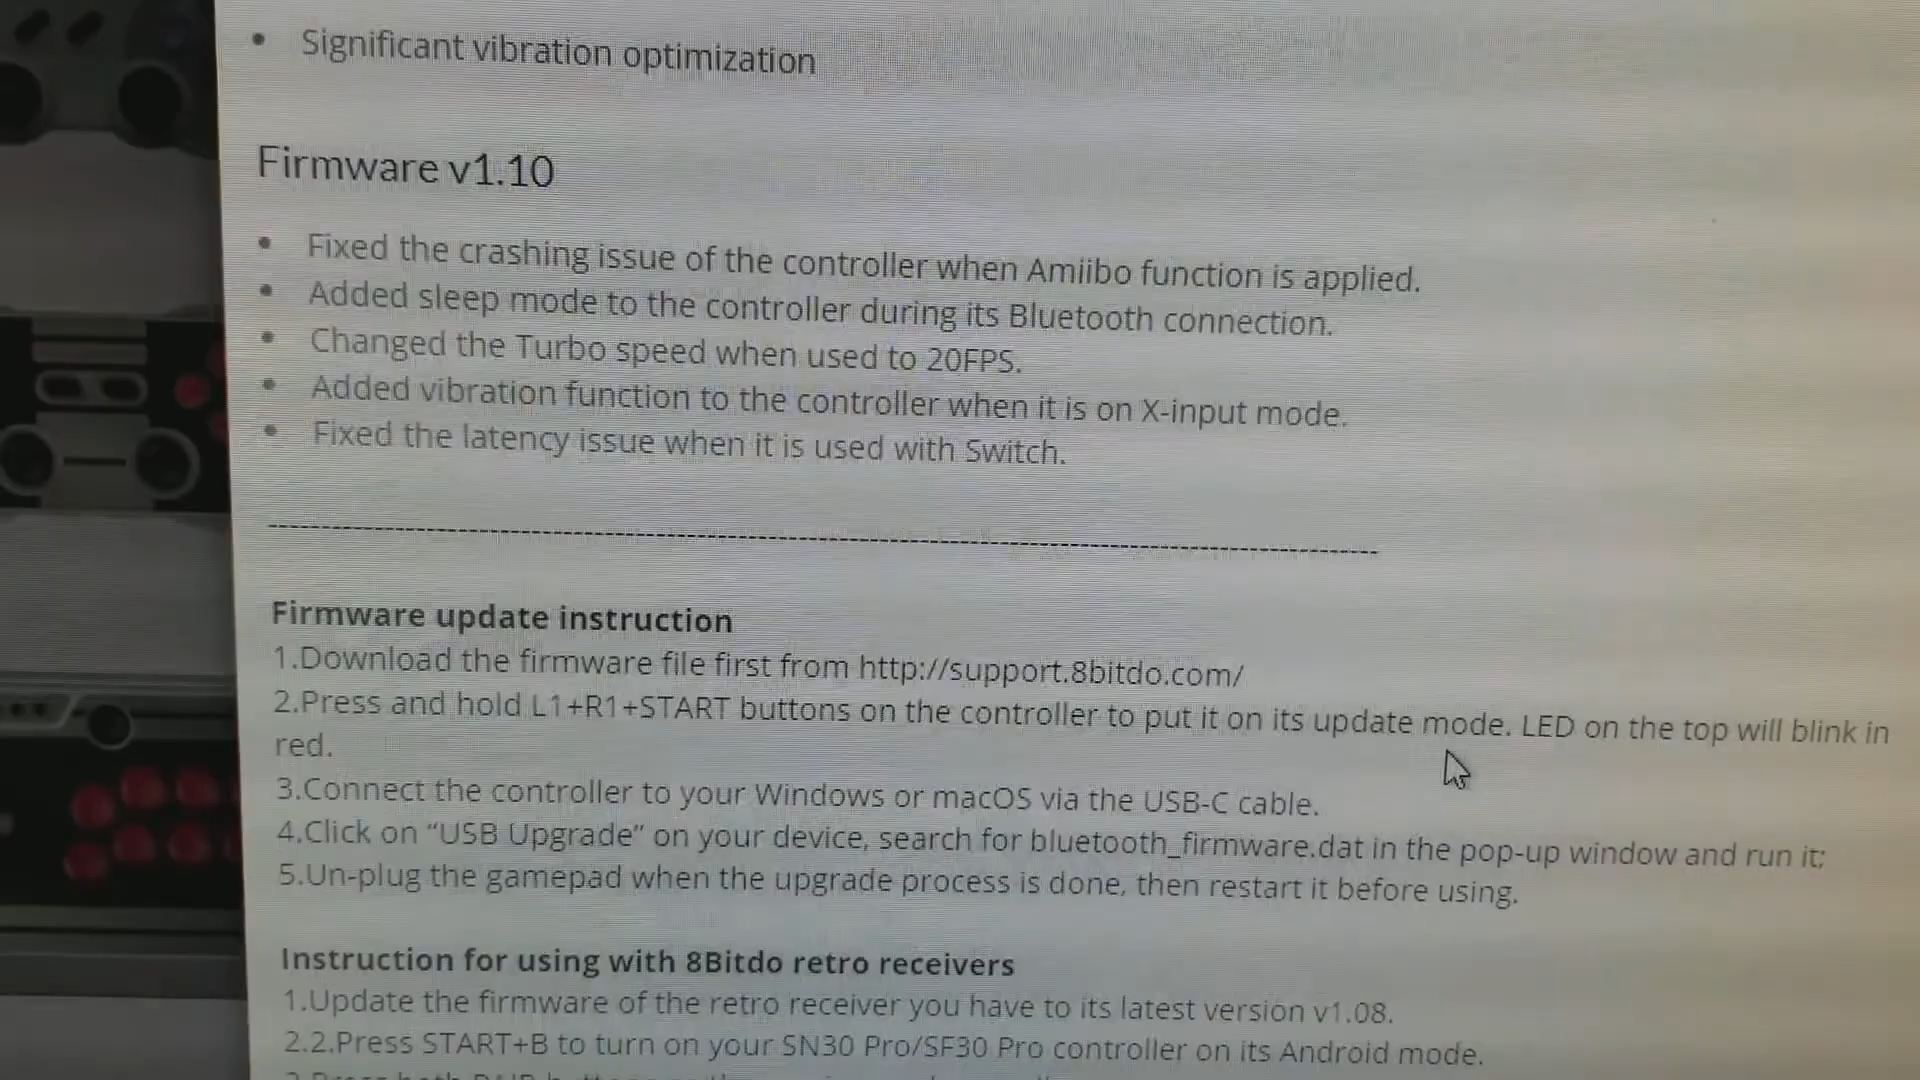 • Significant vibration optimization
Firmware v1.10
• Fixed the crashing issue of the controller when Amiibo function is applied.
• Added sleep mode to the controller during its Bluetooth connection.
• Changed the Turbo speed when used to 20FPS.
• Added vibration function to the controller when it is on X-input mode.
• Fixed the latency issue when it is used with Switch.
Firmware update instruction
1.Download the firmware file first from http://support.8bitdo.com/
2.Press and hold L1+R1+START buttons on the controller to put it on its update mode. LED on the top will blink in
red.
3.Connect the controller to your Windows or macOS via the USB-C cable.
4.Click on “USB Upgrade” on your device, search for bluetooth_firmware.dat in the pop-up window and run it;
5.Un-plug the gamepad when the upgrade process is done, then restart it before using.
Instruction for using with 8Bitdo retro receivers
1.Update the firmware of the retro receiver you have to its latest version v1.08.
2.2.Press START+B to turn on your SN30 Pro/SF30 Pro controller on its Android mode.